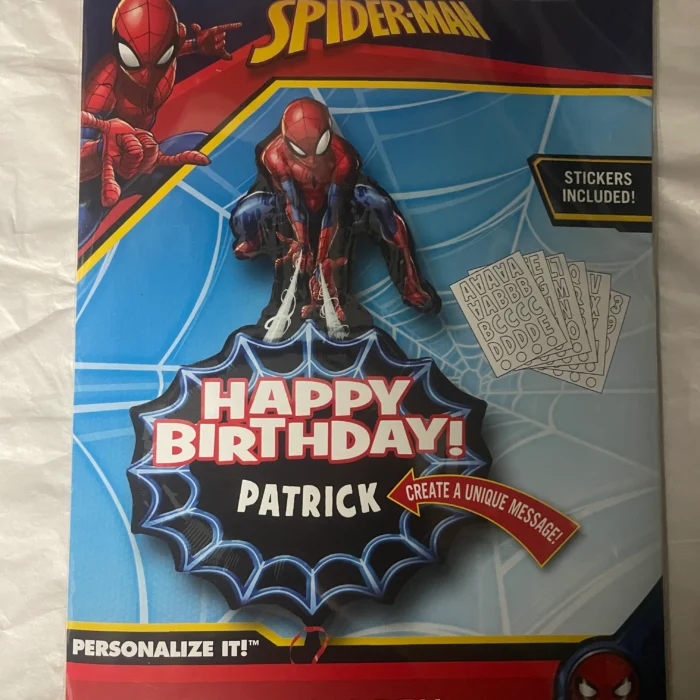 SPIDER-MAN
STICKERS
INCLUDED!
HAPPY
BIRTHDAY!
PATRICK
CREATE A UNIQUE MESSAGE!
PERSONALIZE IT!™